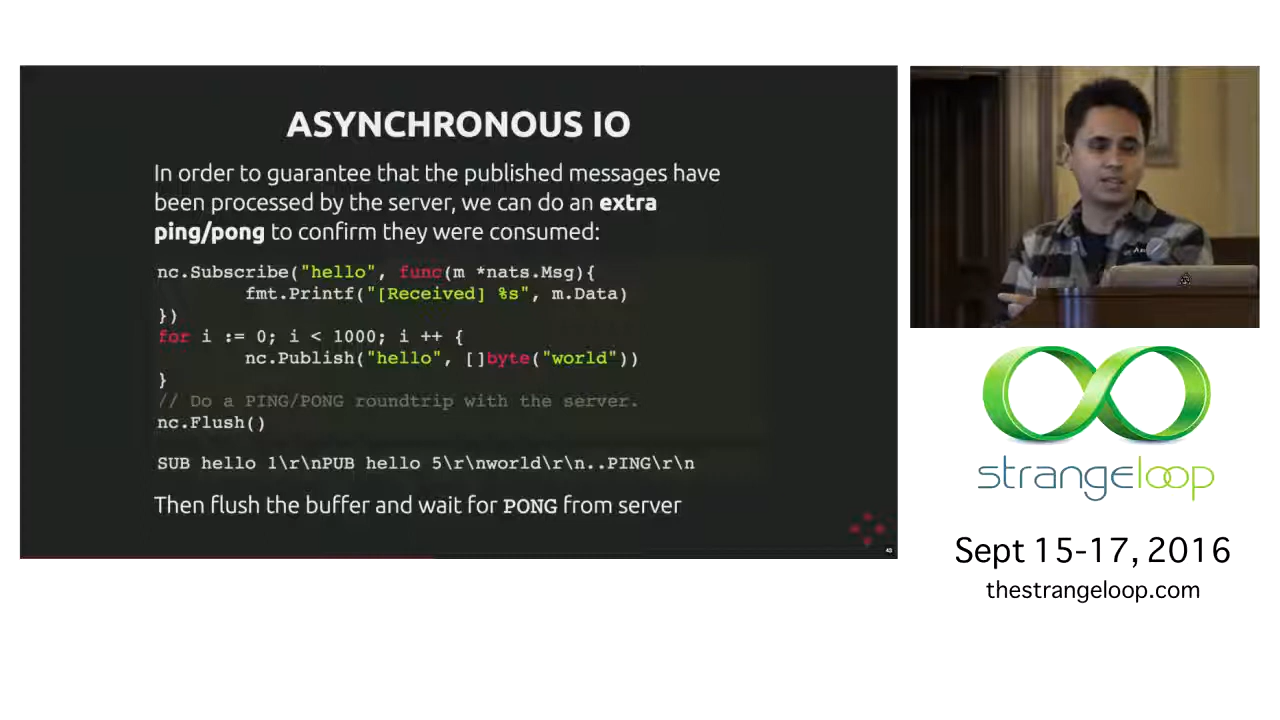 ASYNCHRONOUS IO
In order to guarantee that the published messages have
been processed by the server, we can do an extra
ping/pong to confirm they were consumed:
nc.Subscribe("hello", func(m *nats.Msg){
        fmt.Printf("[Received] %s", m.Data)
})
for i := 0; i < 1000; i ++ {
        nc.Publish("hello", []byte("world"))
}
// Do a PING/PONG roundtrip with the server.
nc.Flush()
SUB hello 1\r\nPUB hello 5\r\nworld\r\n..PING\r\n
Then flush the buffer and wait for PONG from server
strangeloop
Sept 15-17, 2016
thestrangeloop.com